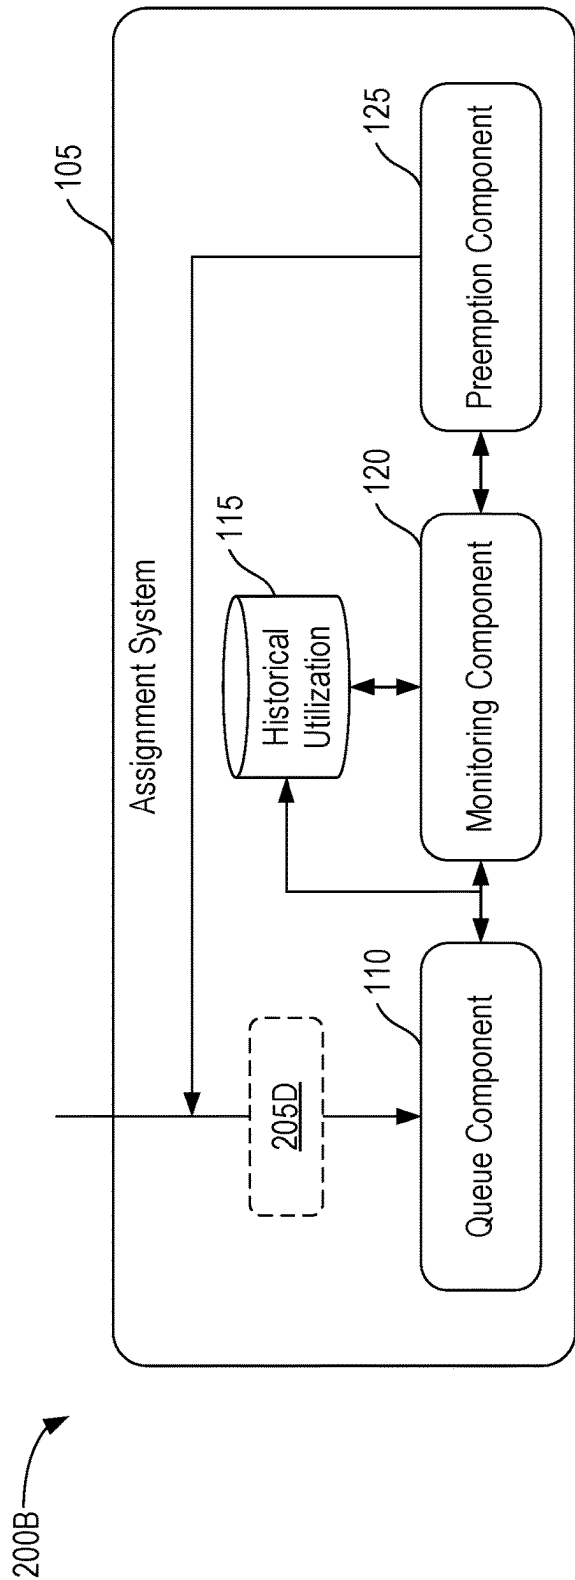 200B
105
Assignment System
205D
115
Historical
Utilization
110
Queue Component
120
Monitoring Component
125
Preemption Component